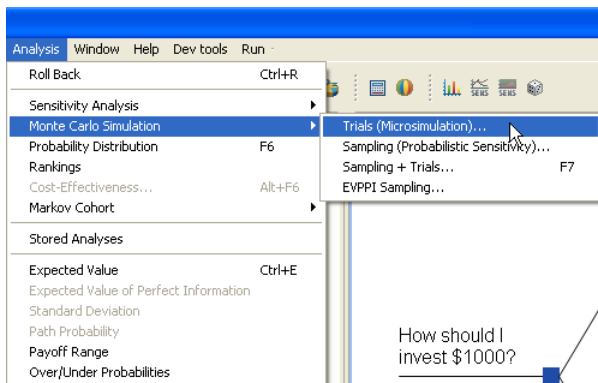 Analysis Window Help Dev tools Run
Roll Back Ctrl+R
Sensitivity Analysis
Monte Carlo Simulation
Trials (Microsimulation)...
Probability Distribution F6
Sampling (Probabilistic Sensitivity)...
Rankings
Sampling + Trials... F7
Cost-Effectiveness... Alt+F6
EVPPI Sampling...
Markov Cohort
Stored Analyses
Expected Value Ctrl+E
Expected Value of Perfect Information
Standard Deviation
Path Probability
Payoff Range
Over/Under Probabilities
How should I
invest $1000?
SENS SENS